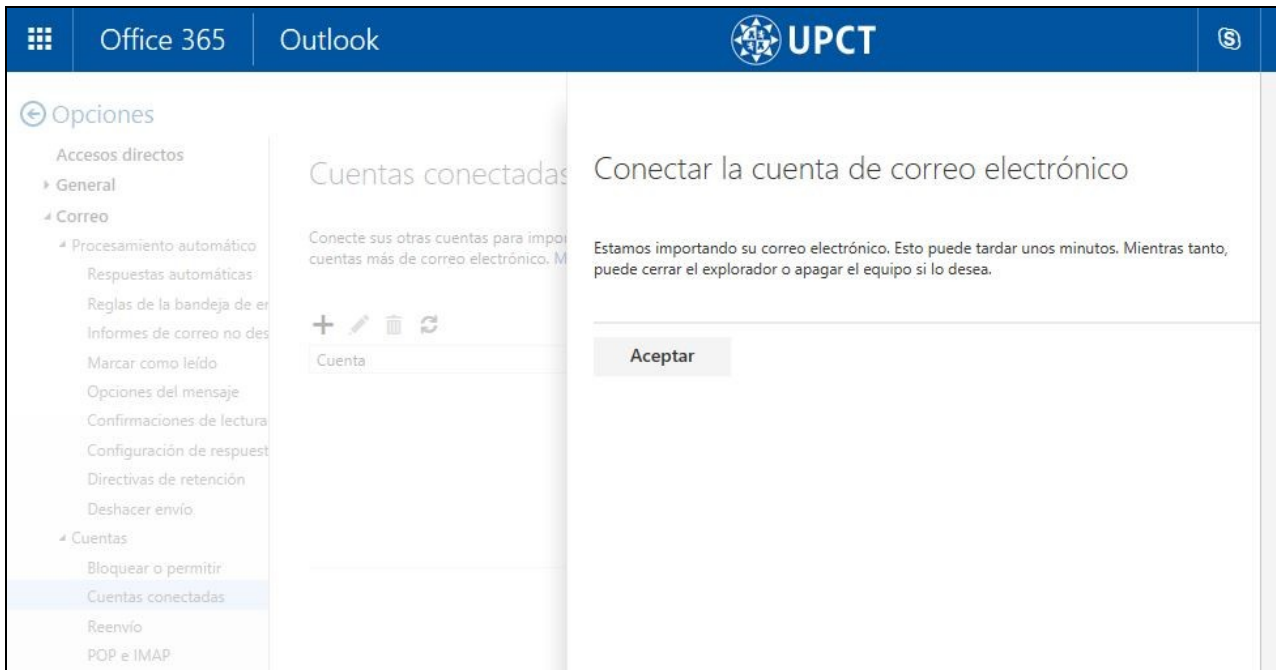 Office 365
Outlook
UPCT
Opciones
Accesos directos
General
Correo
Procesamiento automático
Respuestas automáticas
Reglas de la bandeja de en
Informes de correo no des
Marcar como leído
Opciones del mensaje
Confirmaciones de lectura
Configuración de respuest
Directivas de retención
Deshacer envío
Cuentas
Bloquear o permitir
Cuentas conectadas
Reenvío
POP e IMAP
Cuentas conectadas
Conecte sus otras cuentas para impor
cuentas más de correo electrónico. M
Cuenta
Conectar la cuenta de correo electrónico
Estamos importando su correo electrónico. Esto puede tardar unos minutos. Mientras tanto,
puede cerrar el explorador o apagar el equipo si lo desea.
Aceptar